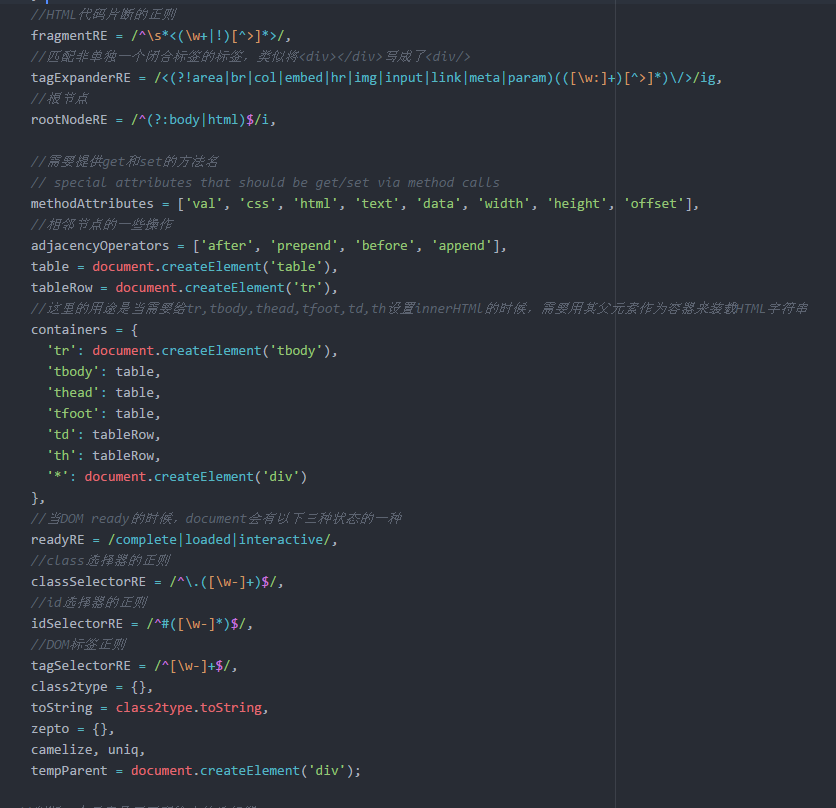 //HTML代码片断的正则
fragmentRE = /^\s*<(\w+|!)[^>]*>/,
//匹配非单独一个闭合标签的标签，类似将<div></div>写成了<div/>
tagExpanderRE = /<(?!area|br|col|embed|hr|img|input|link|meta|param)(([\w:]+)[^>]*)\/>/ig,
//根节点
rootNodeRE = /^(?:body|html)$/i,
//需要提供get和set的方法名
// special attributes that should be get/set via method calls
methodAttributes = ['val', 'css', 'html', 'text', 'data', 'width', 'height', 'offset'],
//相邻节点的一些操作
adjacencyOperators = ['after', 'prepend', 'before', 'append'],
table = document.createElement('table'),
tableRow = document.createElement('tr'),
//这里的用途是当需要给tr,tbody,thead,tfoot,td,th设置innerHTMl的时候，需要用其父元素作为容器来装载HTML字符串
containers = {
'tr': document.createElement('tbody'),
'tbody': table,
'thead': table,
'tfoot': table,
'td': tableRow,
'th': tableRow,
'*': document.createElement('div')
},
//当DOM ready的时候，document会有以下三种状态的一种
readyRE = /complete|loaded|interactive/,
//class选择器的正则
classSelectorRE = /^\.([\w-]+)$/,
//id选择器的正则
idSelectorRE = /^#([\w-]*)$/,
//DOM标签正则
tagSelectorRE = /^[\w-]+$/,
class2type = {},
toString = class2type.toString,
zepto = {},
camelize, uniq,
tempParent = document.createElement('div');